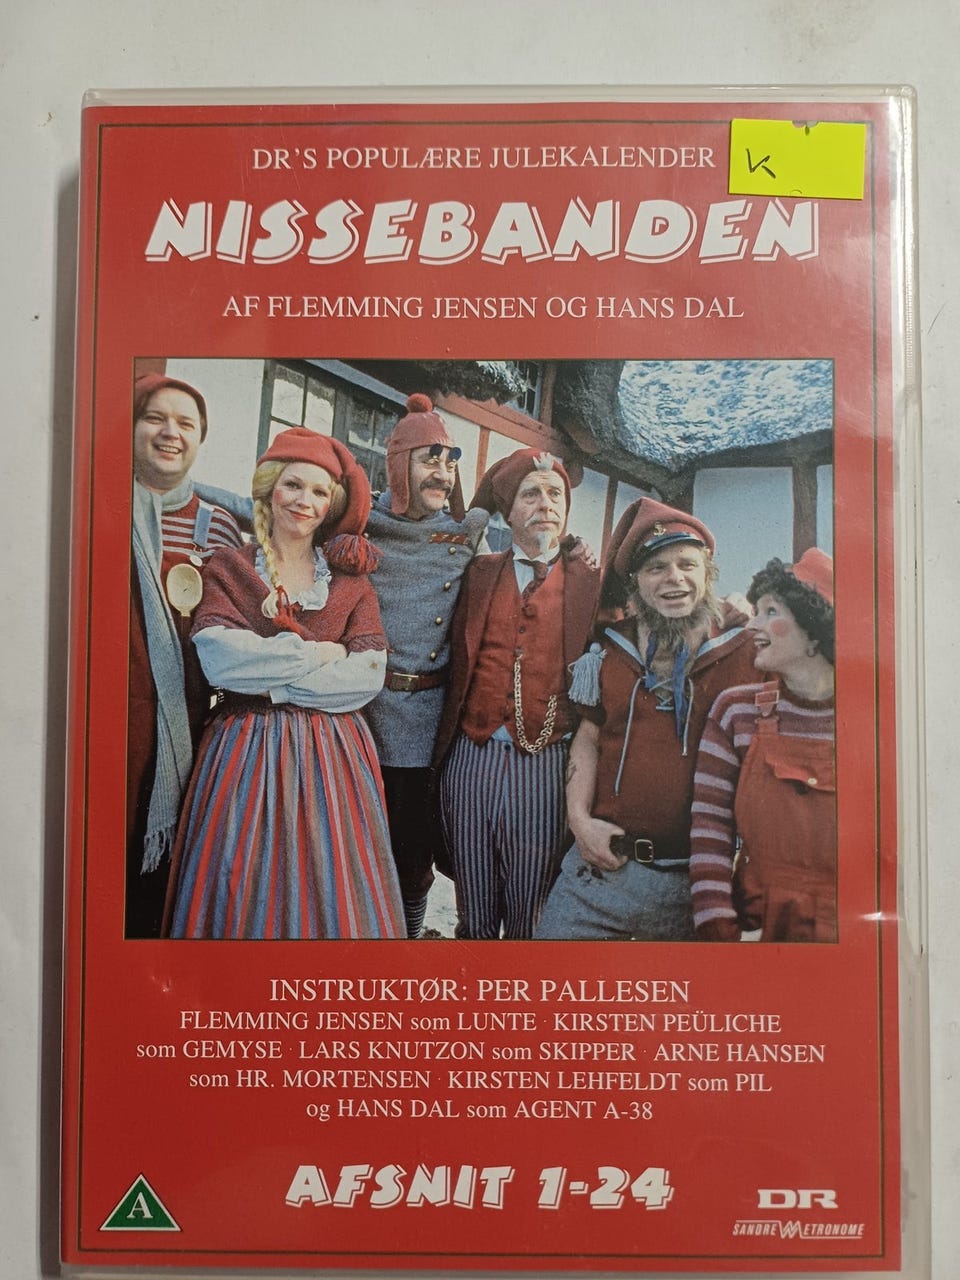 DR'S POPULÆRE JULEKALENDER
K
NISSEBANDEN
AF FLEMMING JENSEN OG HANS DAL
INSTRUKTØR: PER PALLESEN
FLEMMING JENSEN som LUNTE · KIRSTEN PEÜLICHE
som GEMYSE · LARS KNUTZON som SKIPPER · ARNE HANSEN
som HR. MORTENSEN · KIRSTEN LEHFELDT som PIL
og HANS DAL som AGENT A-38
AFSNIT 1-24
A
DR
SANDREW METRONOME